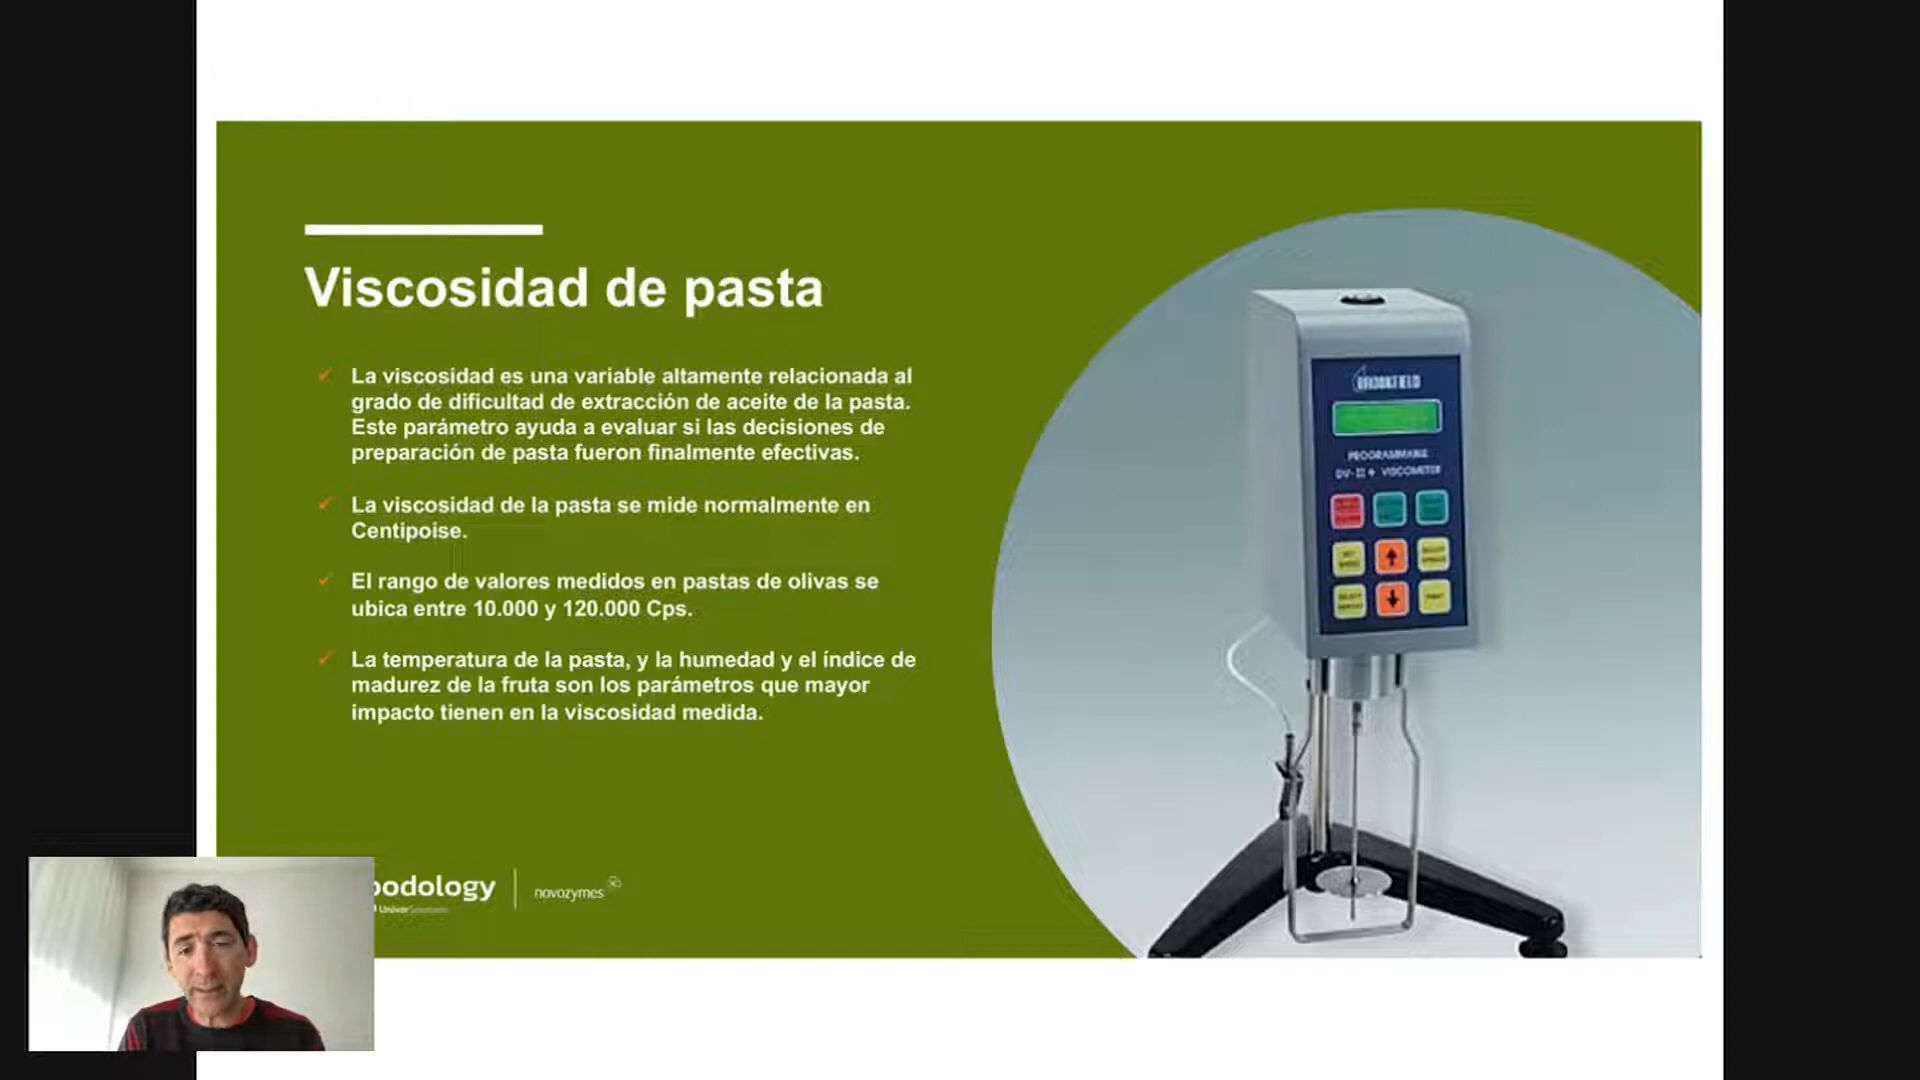 Viscosidad de pasta
La viscosidad es una variable altamente relacionada al
grado de dificultad de extracción de aceite de la pasta.
Este parámetro ayuda a evaluar si las decisiones de
preparación de pasta fueron finalmente efectivas.
La viscosidad de la pasta se mide normalmente en
Centipoise.
El rango de valores medidos en pastas de olivas se
ubica entre 10.000 y 120.000 Cps.
La temperatura de la pasta, y la humedad y el índice de
madurez de la fruta son los parámetros que mayor
impacto tienen en la viscosidad medida.
BROOKFIELD
PROGRAMMABLE
DV-II + VISCOMETER
oodology
Univar Solutions
novozymes